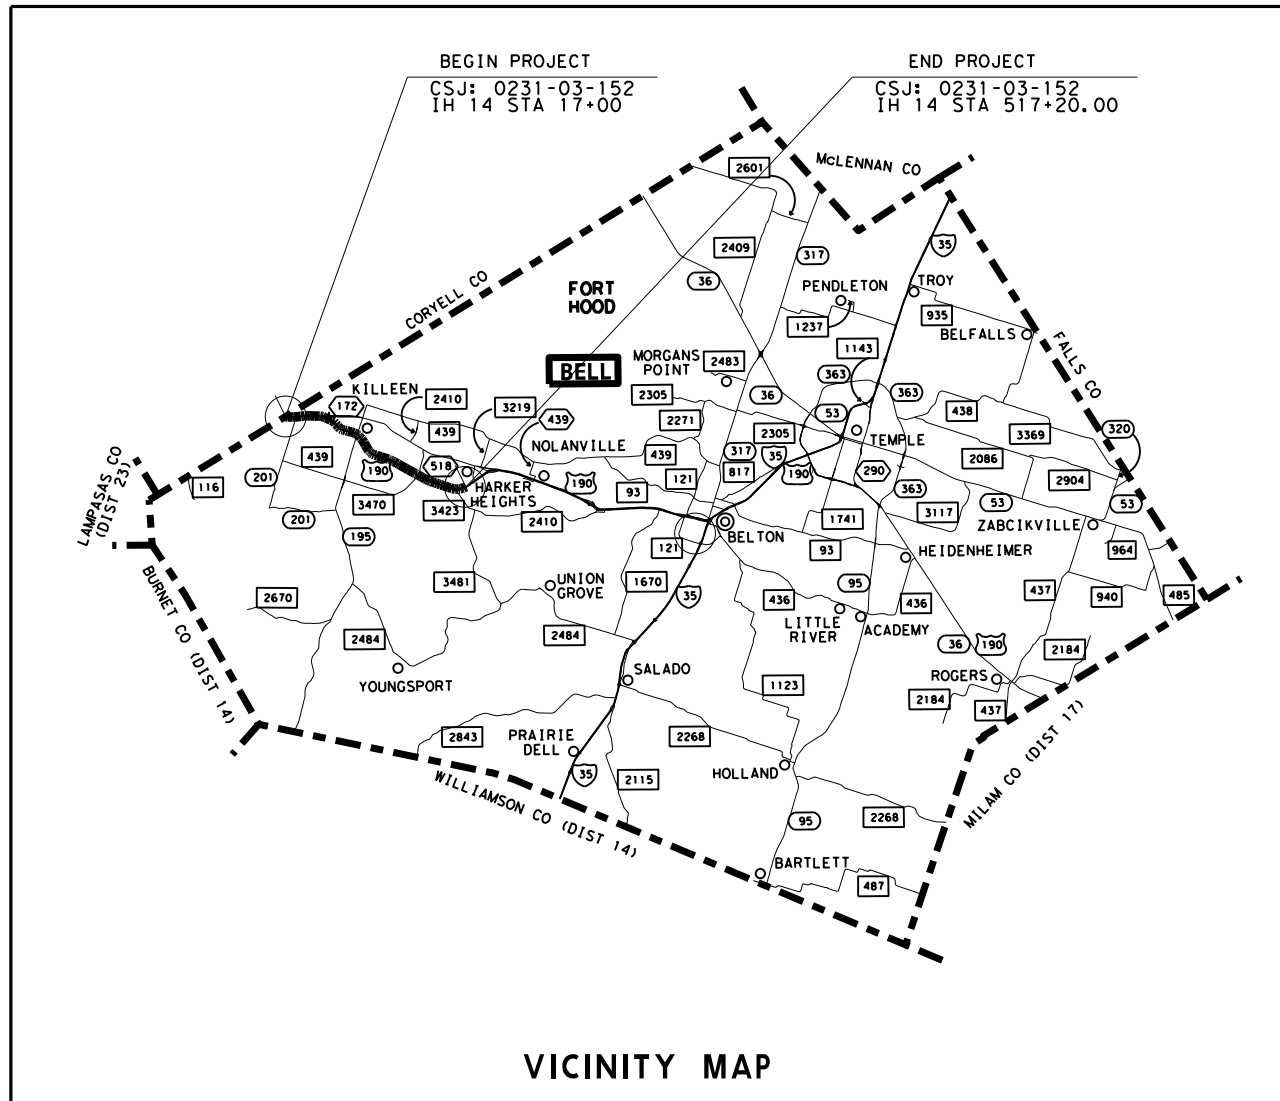 BEGIN PROJECT
CSJ: 0231-03-152
IH 14 STA 17+00
END PROJECT
CSJ: 0231-03-152
IH 14 STA 517+20.00
McLENNAN CO
2601
2409
317
35
36
CORYELL CO
FORT
HOOD
PENDLETON
TROY
1237
935
BELFALLS
FALLS CO
BELL
MORGANS
POINT
2483
1143
363
363
KILLEEN
172
2410
3219
439
2305
36
53
438
439
2271
2305
TEMPLE
3369
320
NOLANVILLE
439
317
35
2086
439
190
518
190
817
190
290
2904
LAMPASAS CO
(DIST 23)
116
201
HARKER
HEIGHTS
93
121
363
53
53
3470
3423
2410
BELTON
1741
3117
ZABCIKVILLE
201
195
121
93
HEIDENHEIMER
964
BURNET CO (DIST 14)
2670
3481
UNION
GROVE
1670
35
436
95
436
437
940
485
LITTLE
RIVER
ACADEMY
2484
2484
36
190
2184
YOUNGSPORT
SALADO
1123
ROGERS
2184
437
2843
PRAIRIE
DELL
2268
35
2115
HOLLAND
MILAM CO (DIST 17)
WILLIAMSON CO (DIST 14)
95
2268
BARTLETT
487
VICINITY MAP